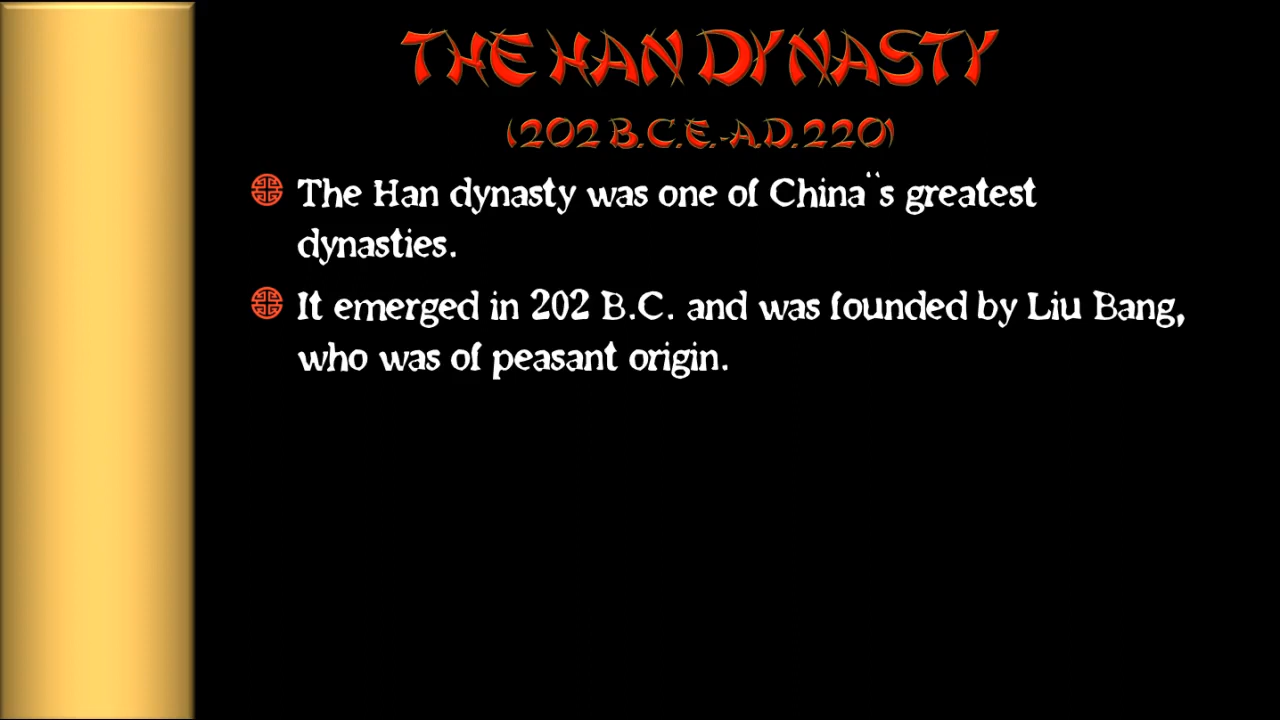 THE HAN DYNASTY
(202 B.C.E.-A.D. 220)
The Han dynasty was one of China¨s greatest
dynasties.
It emerged in 202 B.C. and was founded by Liu Bang,
who was of peasant origin.